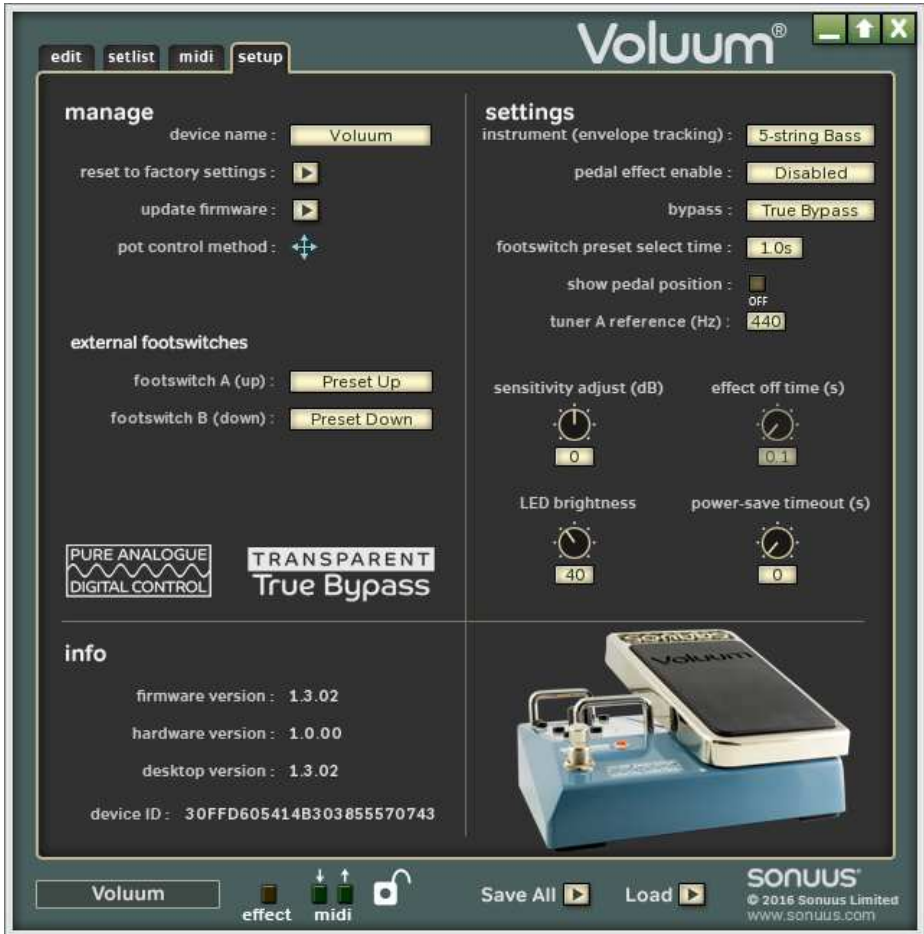 Voluum®
edit setlist midi setup
manage
device name : Voluum
reset to factory settings :
update firmware :
pot control method :
external footswitches
footswitch A (up) : Preset Up
footswitch B (down) : Preset Down
PURE ANALOGUE
DIGITAL CONTROL
TRANSPARENT
True Bypass
settings
instrument (envelope tracking) : 5-string Bass
pedal effect enable : Disabled
bypass : True Bypass
footswitch preset select time : 1.0s
show pedal position :
OFF
tuner A reference (Hz) : 440
sensitivity adjust (dB) effect off time (s)
0 0.1
LED brightness power-save timeout (s)
40 0
info
firmware version : 1.3.02
hardware version : 1.0.00
desktop version : 1.3.02
device ID : 30FFD605414B303855570743
sonuus
Voluum
Voluum
effect midi
Save All Load
sonuus®
© 2016 Sonuus Limited
www.sonuus.com